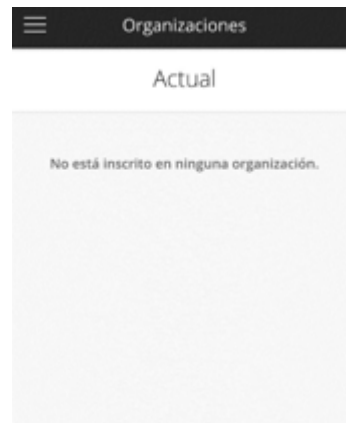 Organizaciones
Actual
No está inscrito en ninguna organización.